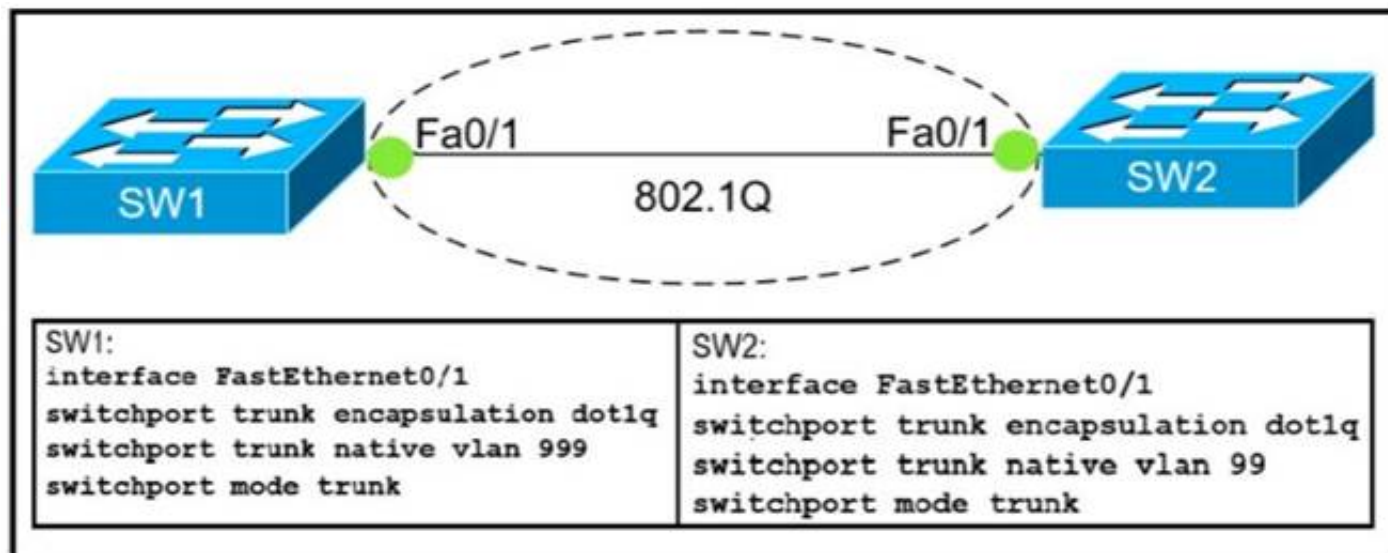 Fa0/1
Fa0/1
SW1
802.1Q
SW2
SW1:
interface FastEthernet0/1
switchport trunk encapsulation dot1q
switchport trunk native vlan 999
switchport mode trunk
SW2:
interface FastEthernet0/1
switchport trunk encapsulation dot1q
switchport trunk native vlan 99
switchport mode trunk